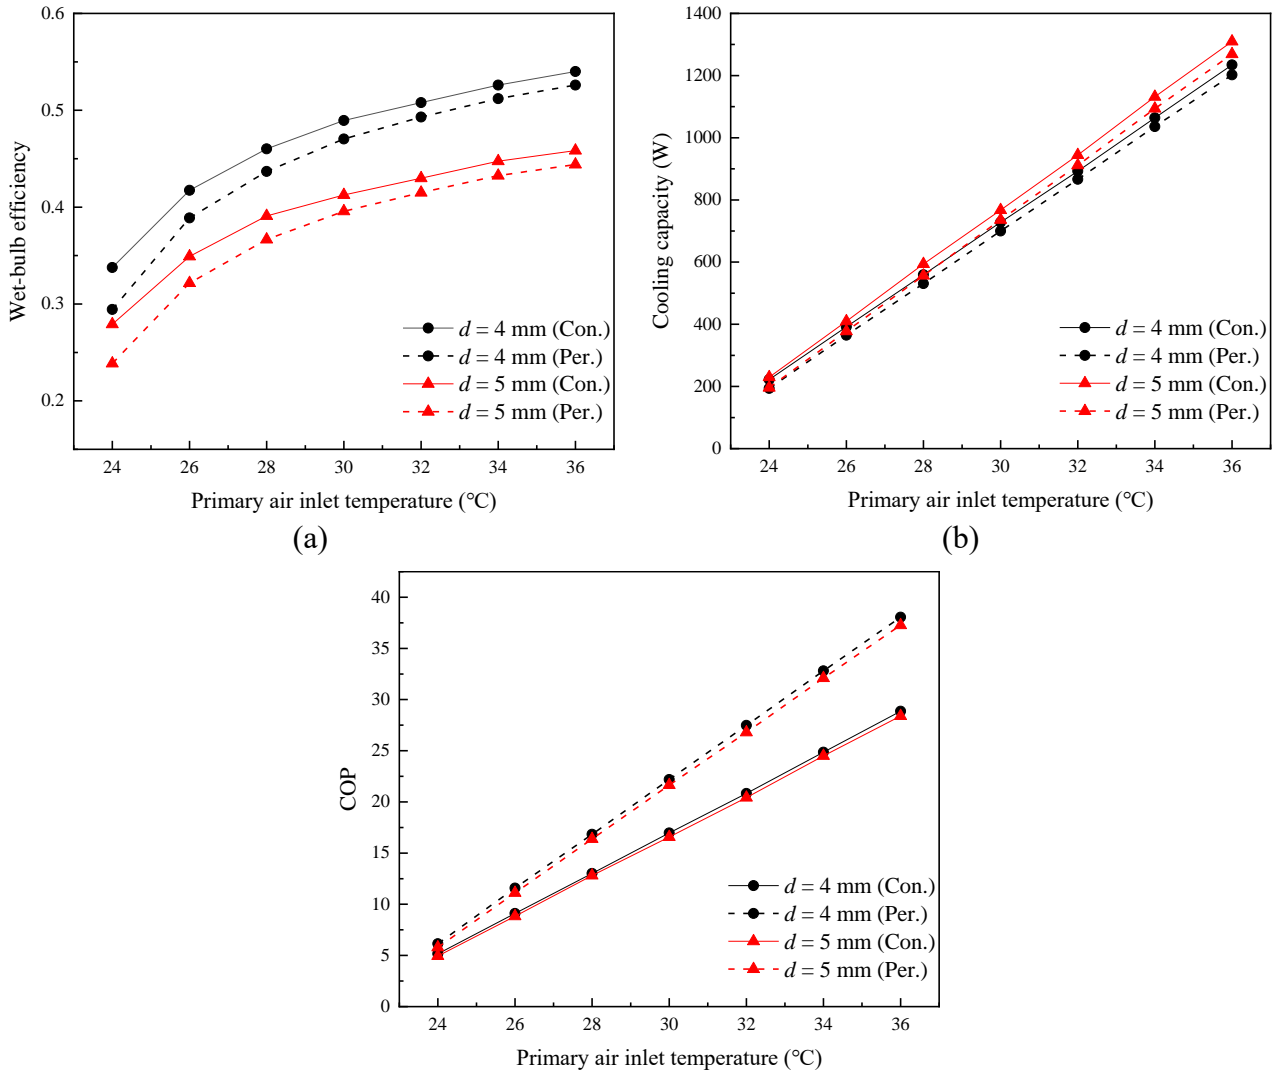 0.6
0.5
0.4
0.3
0.2
Wet-bulb efficiency
d = 4 mm (Con.)
d = 4 mm (Per.)
d = 5 mm (Con.)
d = 5 mm (Per.)
24 26 28 30 32 34 36
Primary air inlet temperature (℃)
(a)
1400
1200
1000
800
600
400
200
0
Cooling capacity (W)
d = 4 mm (Con.)
d = 4 mm (Per.)
d = 5 mm (Con.)
d = 5 mm (Per.)
24 26 28 30 32 34 36
Primary air inlet temperature (℃)
(b)
40
35
30
25
20
15
10
5
0
COP
d = 4 mm (Con.)
d = 4 mm (Per.)
d = 5 mm (Con.)
d = 5 mm (Per.)
24 26 28 30 32 34 36
Primary air inlet temperature (℃)